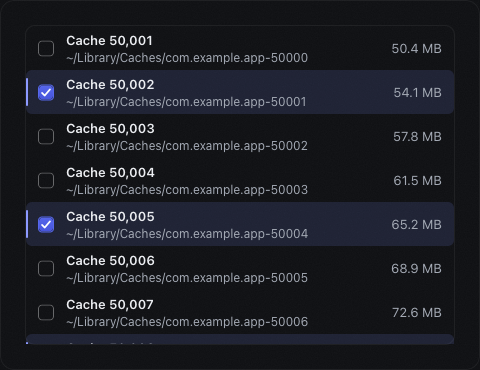 Cache 50,001
~/Library/Caches/com.example.app-50000
50.4 MB
Cache 50,002
~/Library/Caches/com.example.app-50001
54.1 MB
Cache 50,003
~/Library/Caches/com.example.app-50002
57.8 MB
Cache 50,004
~/Library/Caches/com.example.app-50003
61.5 MB
Cache 50,005
~/Library/Caches/com.example.app-50004
65.2 MB
Cache 50,006
~/Library/Caches/com.example.app-50005
68.9 MB
Cache 50,007
~/Library/Caches/com.example.app-50006
72.6 MB